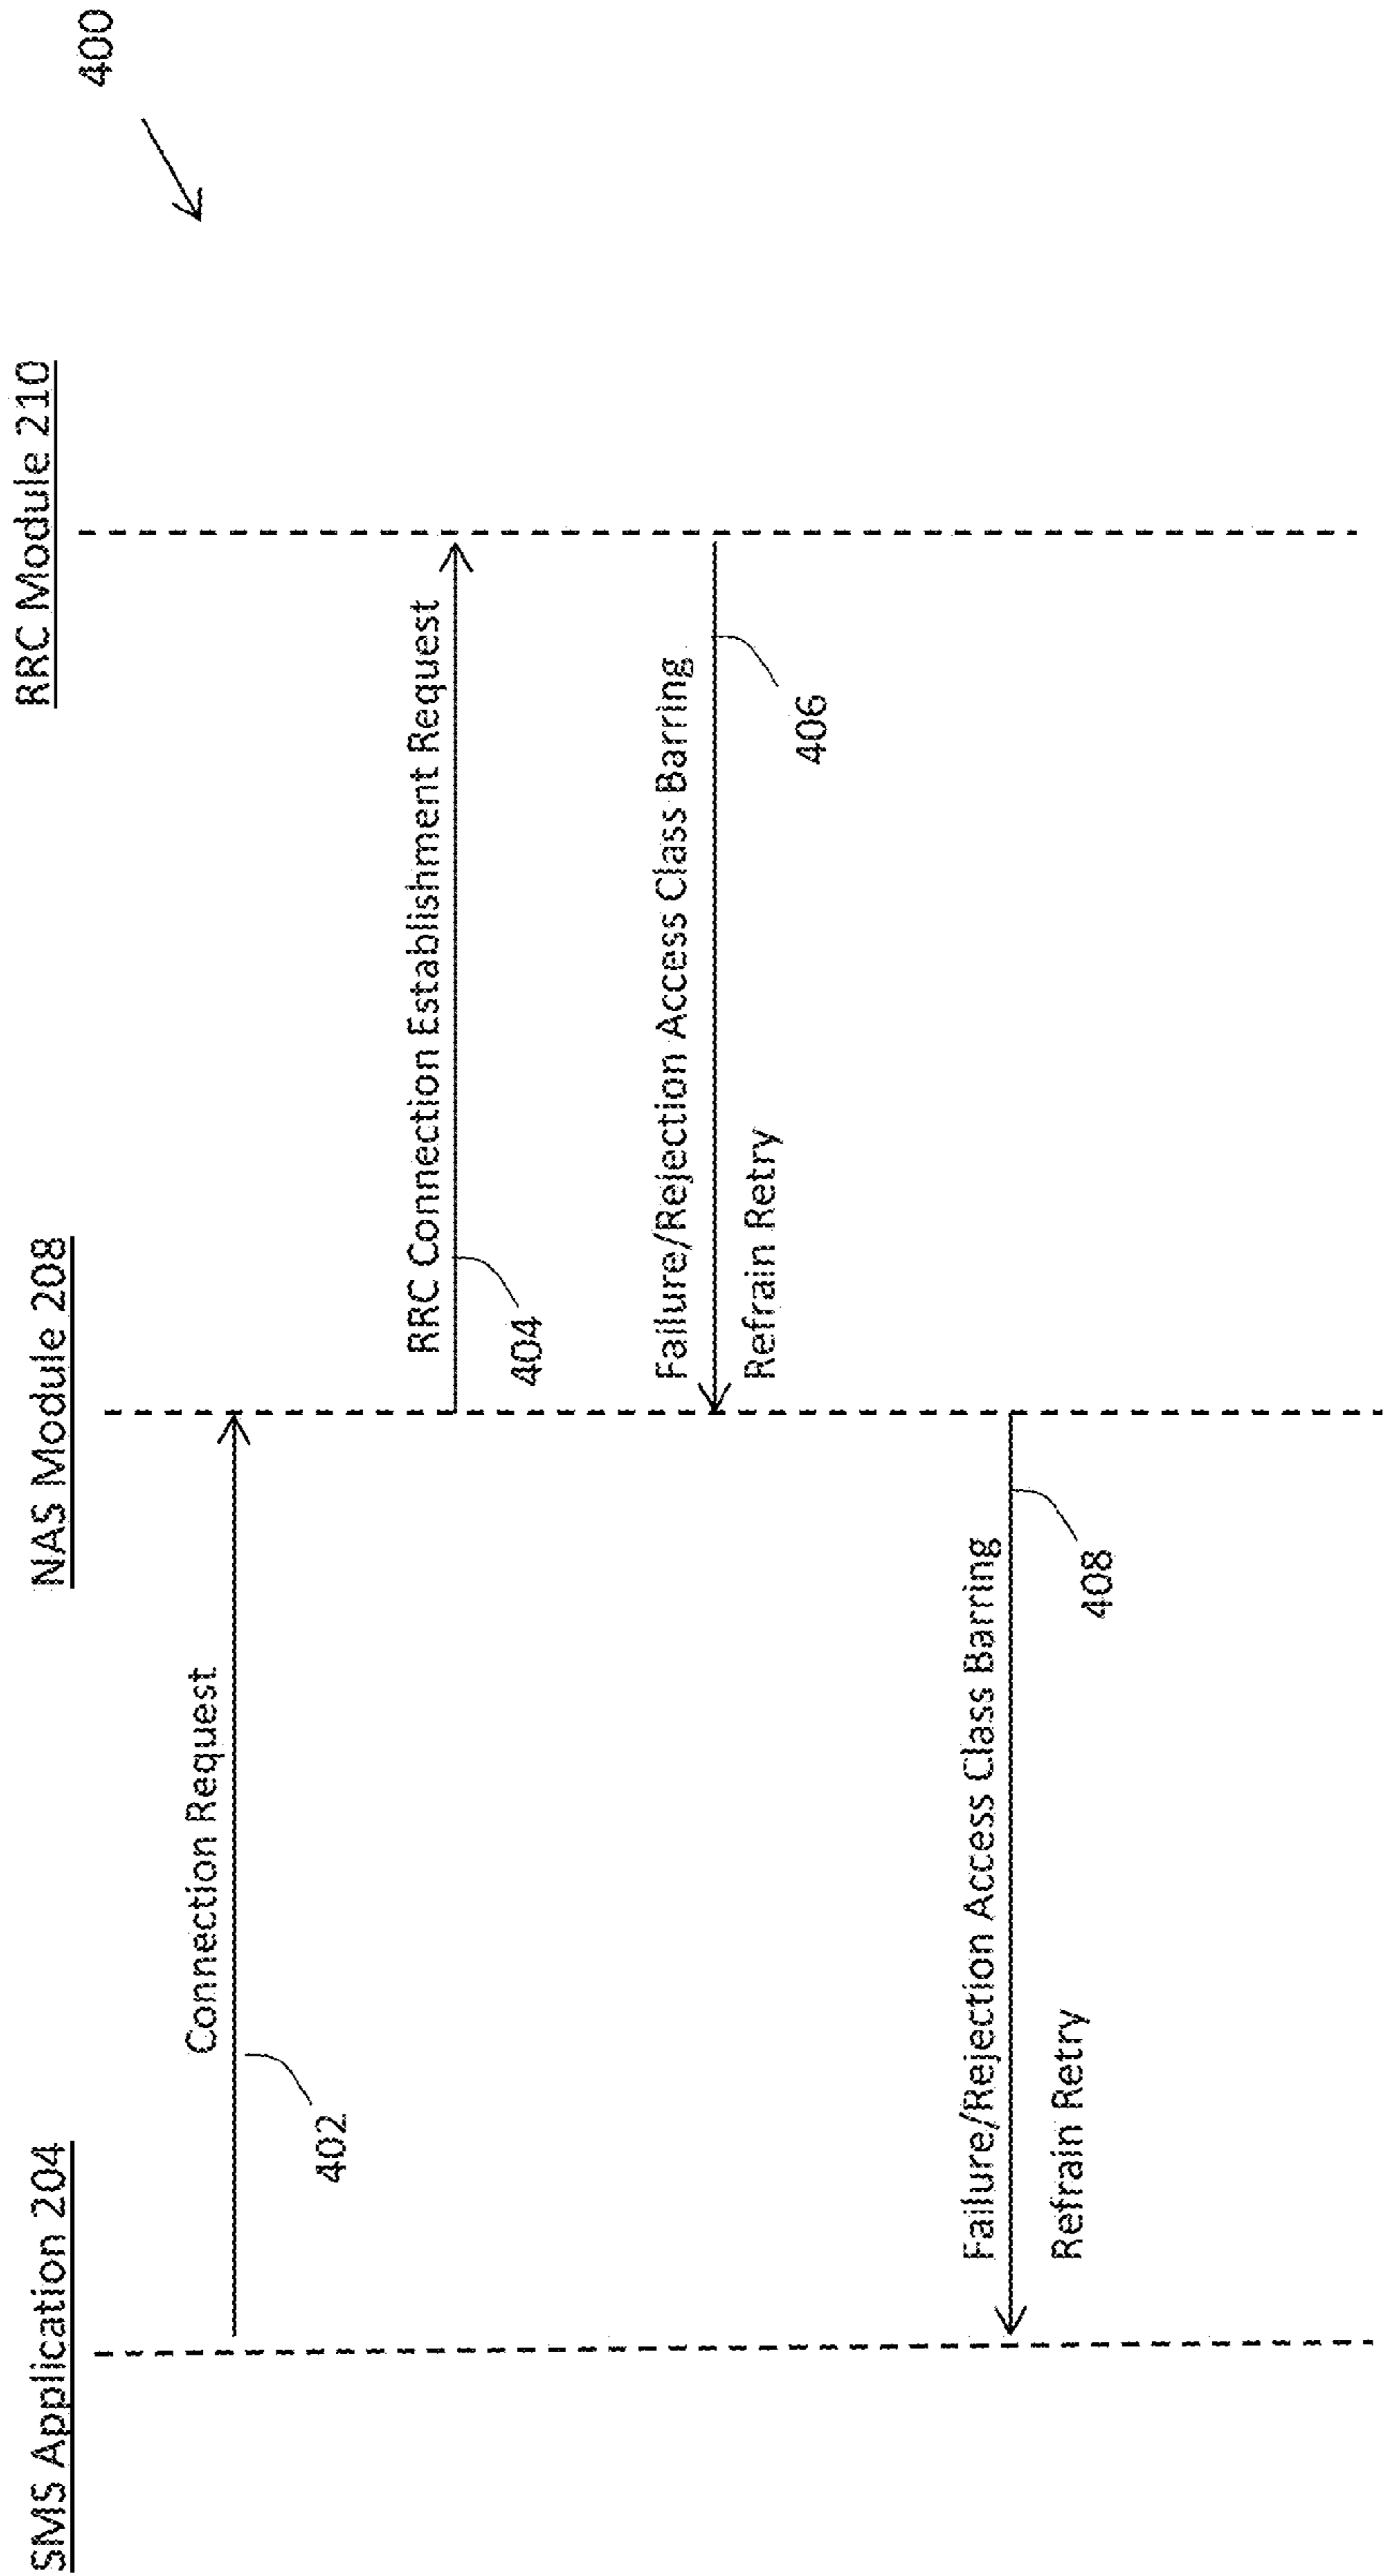 400
SMS Application 204
NAS Module 208
RRC Module 210
Connection Request
402
RRC Connection Establishment Request
404
Failure/Rejection Access Class Barring
406
Refrain Retry
Failure/Rejection Access Class Barring
408
Refrain Retry